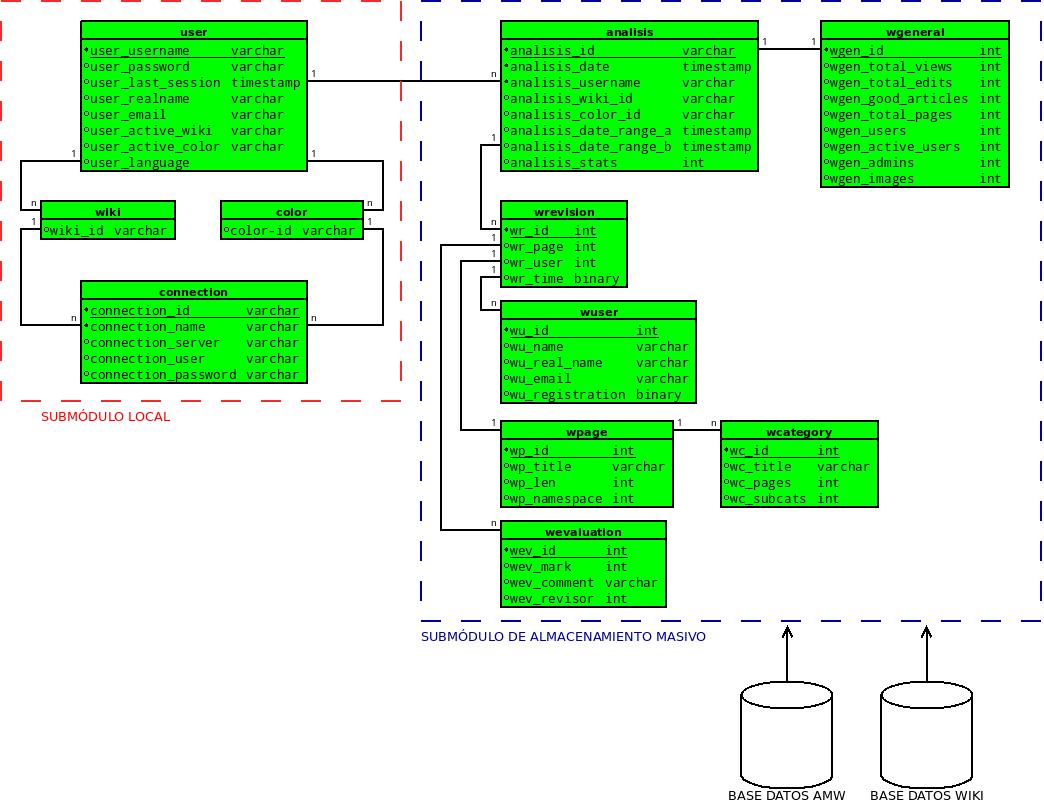 user
user_username varchar
user_password varchar
user_last_session timestamp
user_realname varchar
user_email varchar
user_active_wiki varchar
user_active_color varchar
user_language
1
1
1
n
n
wiki
wiki_id varchar
1
color
color-id varchar
1
connection
connection_id varchar
connection_name varchar
connection_server varchar
connection_user varchar
connection_password varchar
n
n
SUBMÓDULO LOCAL
analisis
analisis_id varchar
analisis_date timestamp
analisis_username varchar
analisis_wiki_id varchar
analisis_color_id varchar
analisis_date_range_a timestamp
analisis_date_range_b timestamp
analisis_stats int
n
1
1
1
wgeneral
wgen_id int
wgen_total_views int
wgen_total_edits int
wgen_good_articles int
wgen_total_pages int
wgen_users int
wgen_active_users int
wgen_admins int
wgen_images int
wrevision
wr_id int
wr_page int
wr_user int
wr_time binary
n
1
1
1
wuser
wu_id int
wu_name varchar
wu_real_name varchar
wu_email varchar
wu_registration binary
n
wpage
wp_id int
wp_title varchar
wp_len int
wp_namespace int
1
1
n
wcategory
wc_id int
wc_title varchar
wc_pages int
wc_subcats int
wevaluation
wev_id int
wev_mark int
wev_comment varchar
wev_revisor int
n
SUBMÓDULO DE ALMACENAMIENTO MASIVO
BASE DATOS AMW
BASE DATOS WIKI